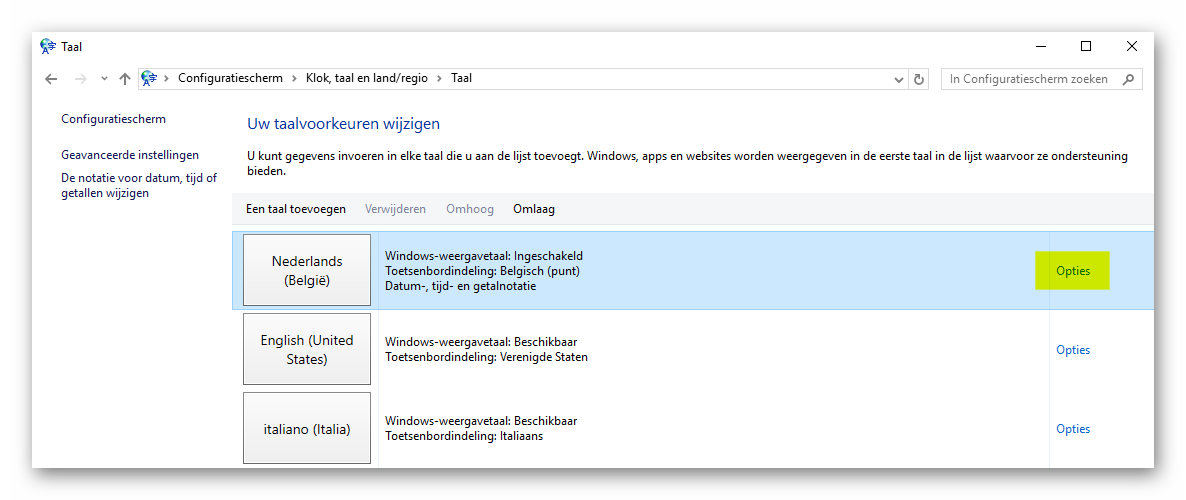 Taal
Configuratiescherm > Klok, taal en land/regio > Taal
In Configuratiescherm zoeken
Configuratiescherm
Geavanceerde instellingen
De notatie voor datum, tijd of
getallen wijzigen
Uw taalvoorkeuren wijzigen
U kunt gegevens invoeren in elke taal die u aan de lijst toevoegt. Windows, apps en websites worden weergegeven in de eerste taal in de lijst waarvoor ze ondersteuning
bieden.
Een taal toevoegen Verwijderen Omhoog Omlaag
Nederlands
(België)
Windows-weergavetaal: Ingeschakeld
Toetsenbordindeling: Belgisch (punt)
Datum-, tijd- en getalnotatie
Opties
English (United
States)
Windows-weergavetaal: Beschikbaar
Toetsenbordindeling: Verenigde Staten
Opties
italiano (Italia)
Windows-weergavetaal: Beschikbaar
Toetsenbordindeling: Italiaans
Opties